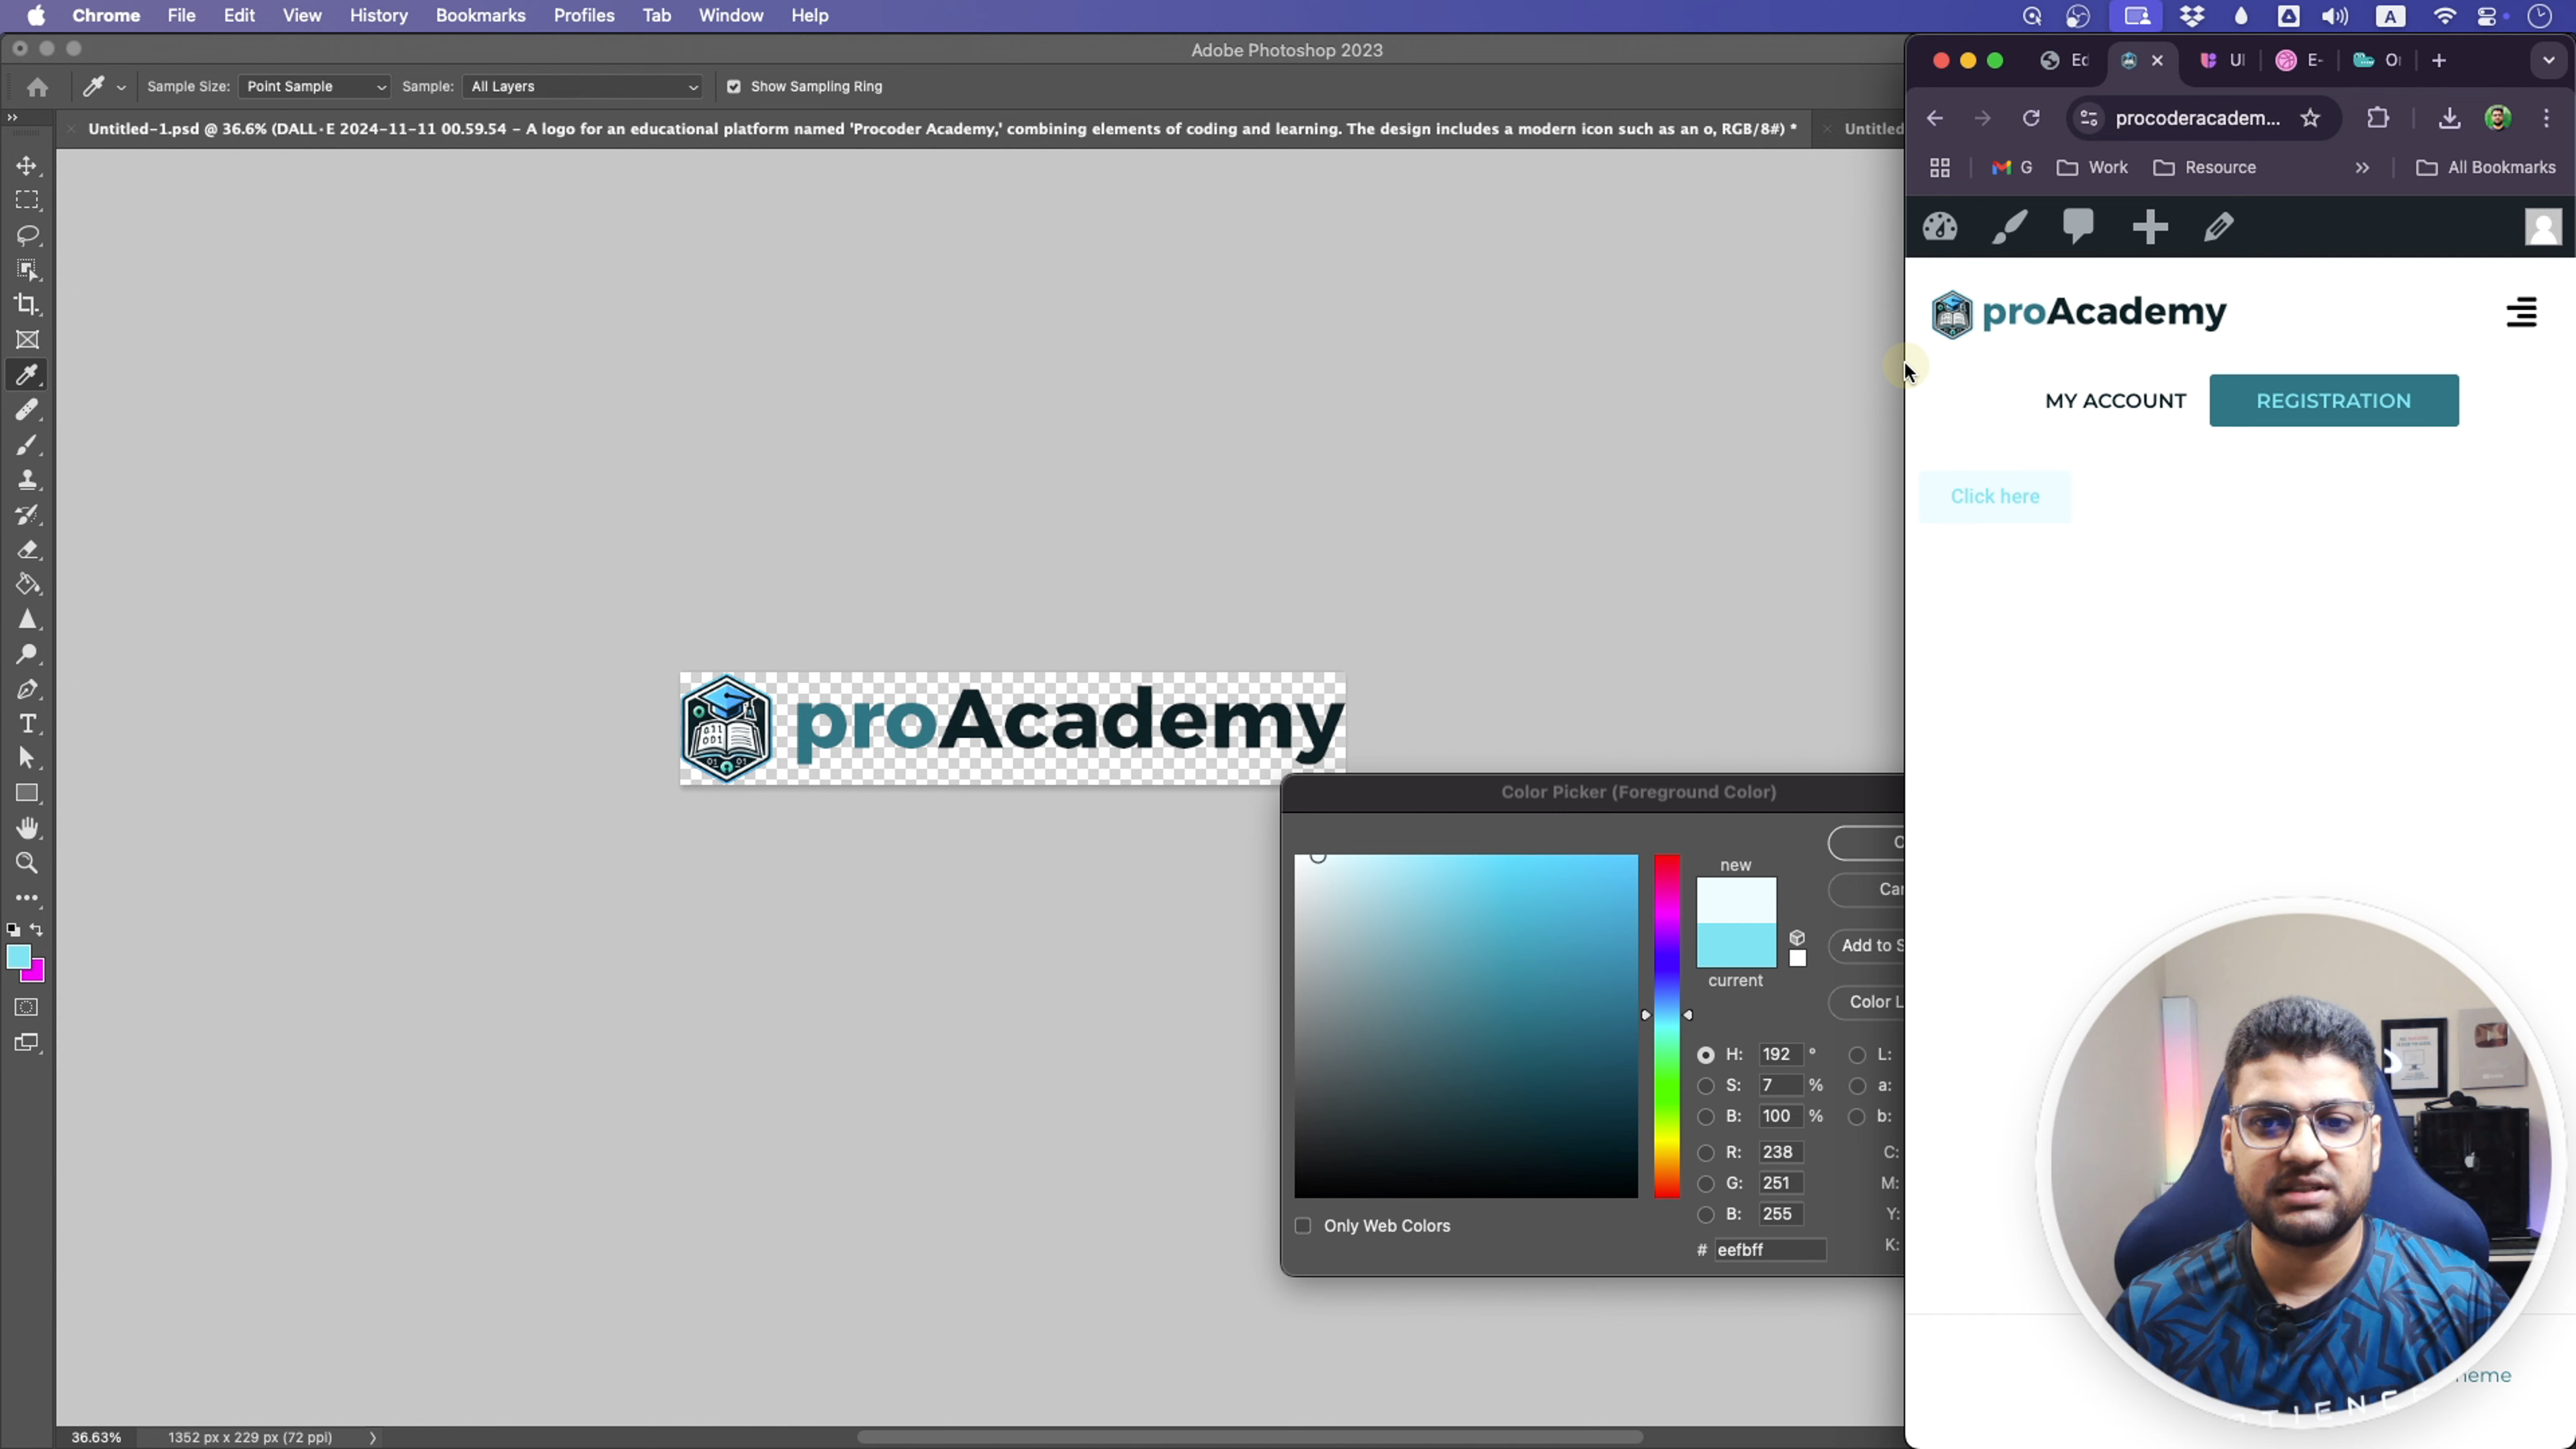 Chrome File Edit View History Bookmarks Profiles Tab Window Help
Adobe Photoshop 2023
Sample Size: Point Sample Sample: All Layers Show Sampling Ring
Untitled-1.psd @ 36.6% (DALL·E 2024-11-11 00.59.54 – A logo for an educational platform named 'Procoder Academy,' combining elements of coding and learning. The design includes a modern icon such as an o, RGB/8#) *
Untitled
Ed
UI
E-
procoderacadem...
G Work Resource All Bookmarks
proAcademy
MY ACCOUNT REGISTRATION
Click here
proAcademy
Color Picker (Foreground Color)
new
current
Add to S
Color L
H: 192 ° L:
S: 7 % a:
B: 100 % b:
R: 238 C:
G: 251 M:
B: 255 Y:
# eefbff K:
Only Web Colors
36.63% 1352 px x 229 px (72 ppi)